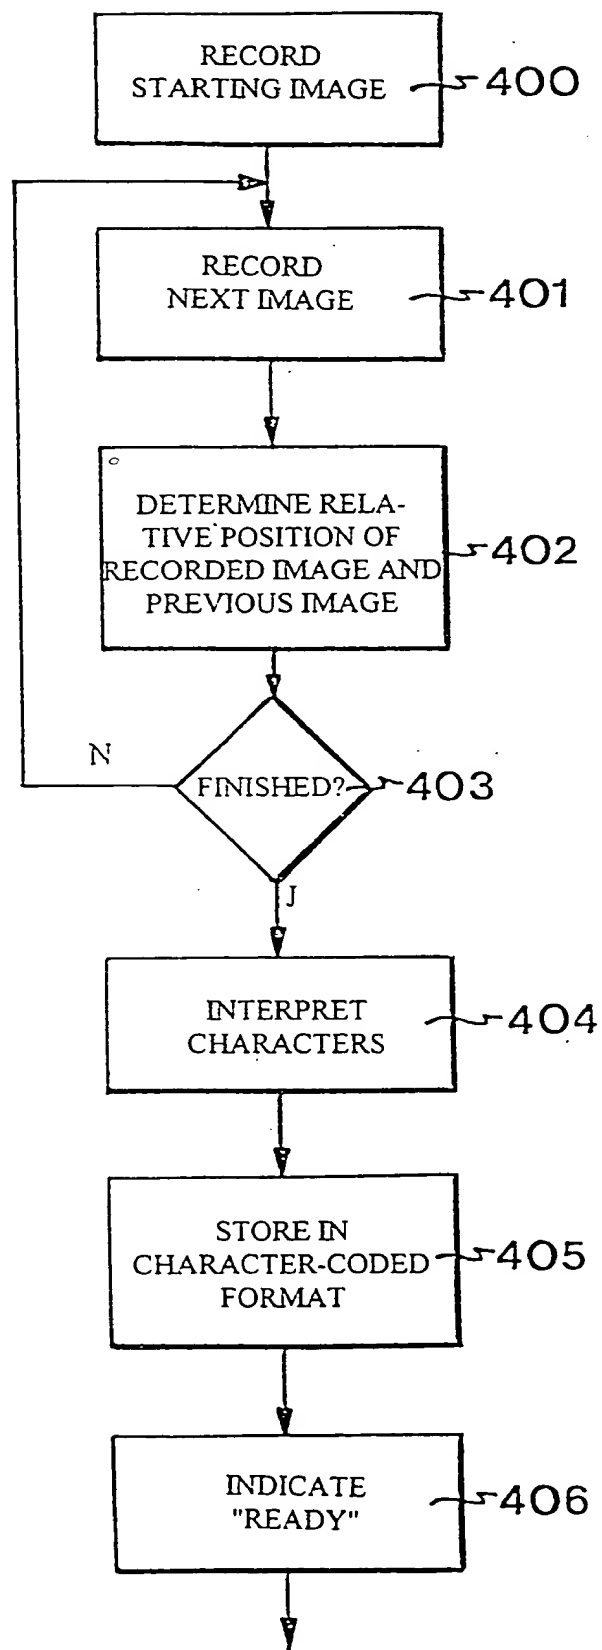 RECORD
STARTING IMAGE 400
RECORD
NEXT IMAGE 401
DETERMINE RELA-
TIVE POSITION OF
RECORDED IMAGE AND
PREVIOUS IMAGE
402
N
FINISHED? 403
J
INTERPRET
CHARACTERS
404
STORE IN
CHARACTER-CODED
FORMAT
405
INDICATE
"READY"
406